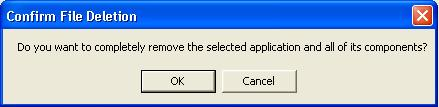 Confirm File Deletion
Do you want to completely remove the selected application and all of its components?
OK
Cancel